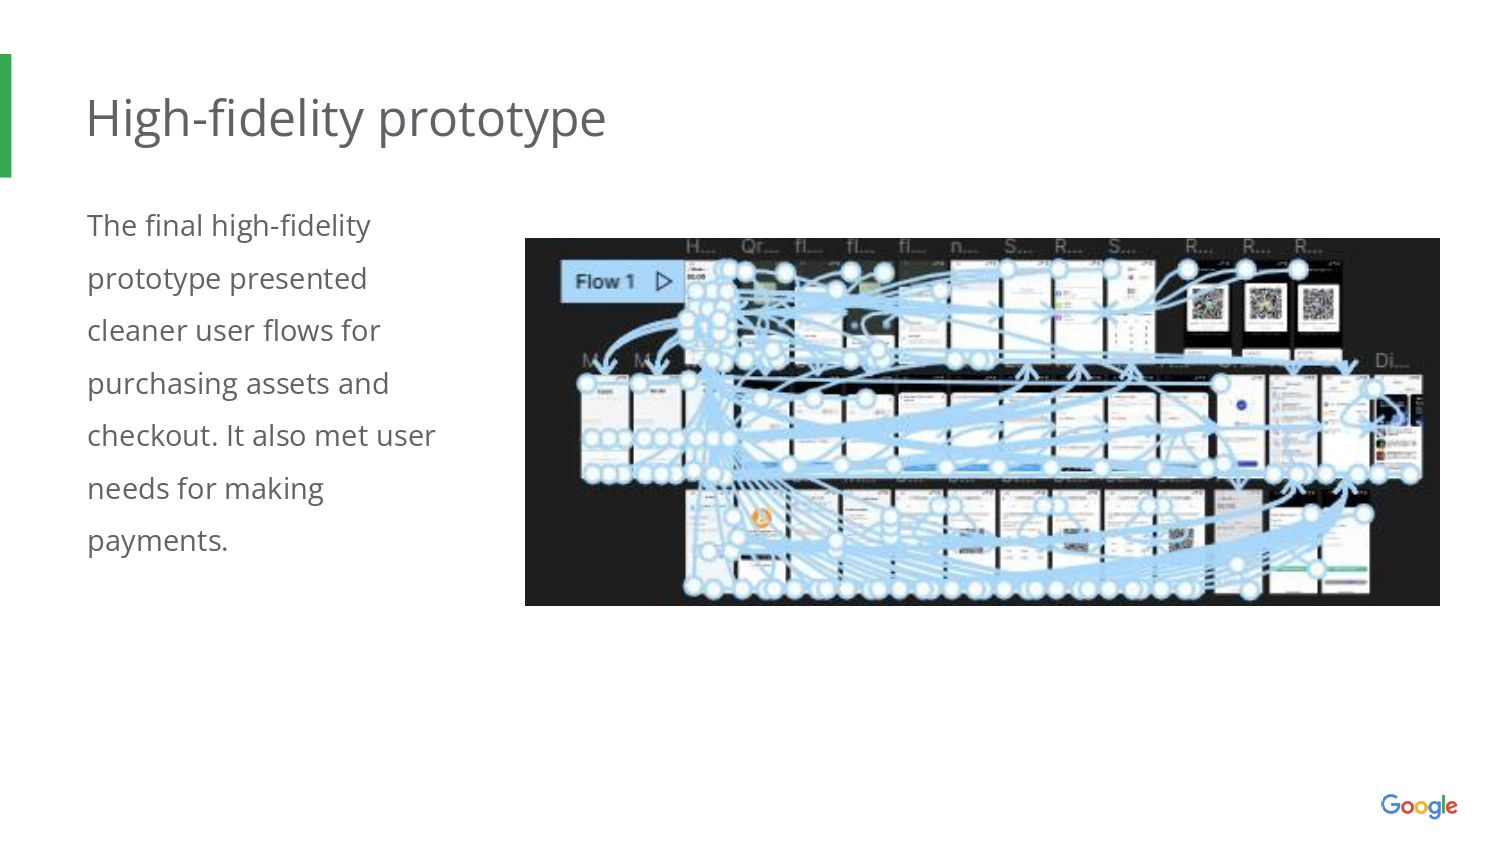 High-fidelity prototype
The final high-fidelity
prototype presented
cleaner user flows for
purchasing assets and
checkout. It also met user
needs for making
payments.
H... Qr... fl... fl... fl... n... S... R... S... R... R... R...
Flow 1
M M Di...
Google